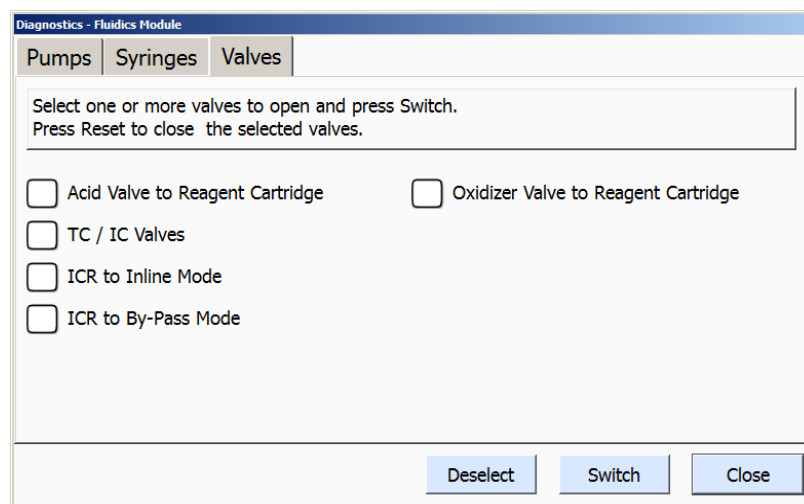 Diagnostics - Fluidics Module
Pumps Syringes Valves
Select one or more valves to open and press Switch.
Press Reset to close the selected valves.
Acid Valve to Reagent Cartridge Oxidizer Valve to Reagent Cartridge
TC / IC Valves
ICR to Inline Mode
ICR to By-Pass Mode
Deselect Switch Close